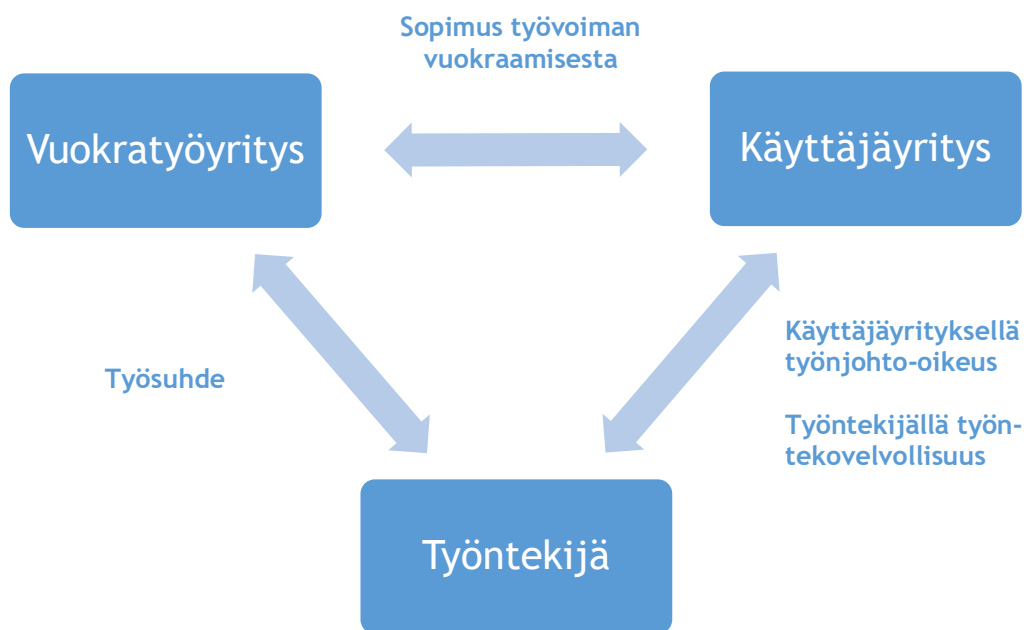 Sopimus työvoiman
vuokraamisesta
Vuokratyöyritys
Käyttäjäyritys
Työsuhde
Käyttäjäyrityksellä
työnjohto-oikeus
Työntekijällä työn-
tekovelvollisuus
Työntekijä